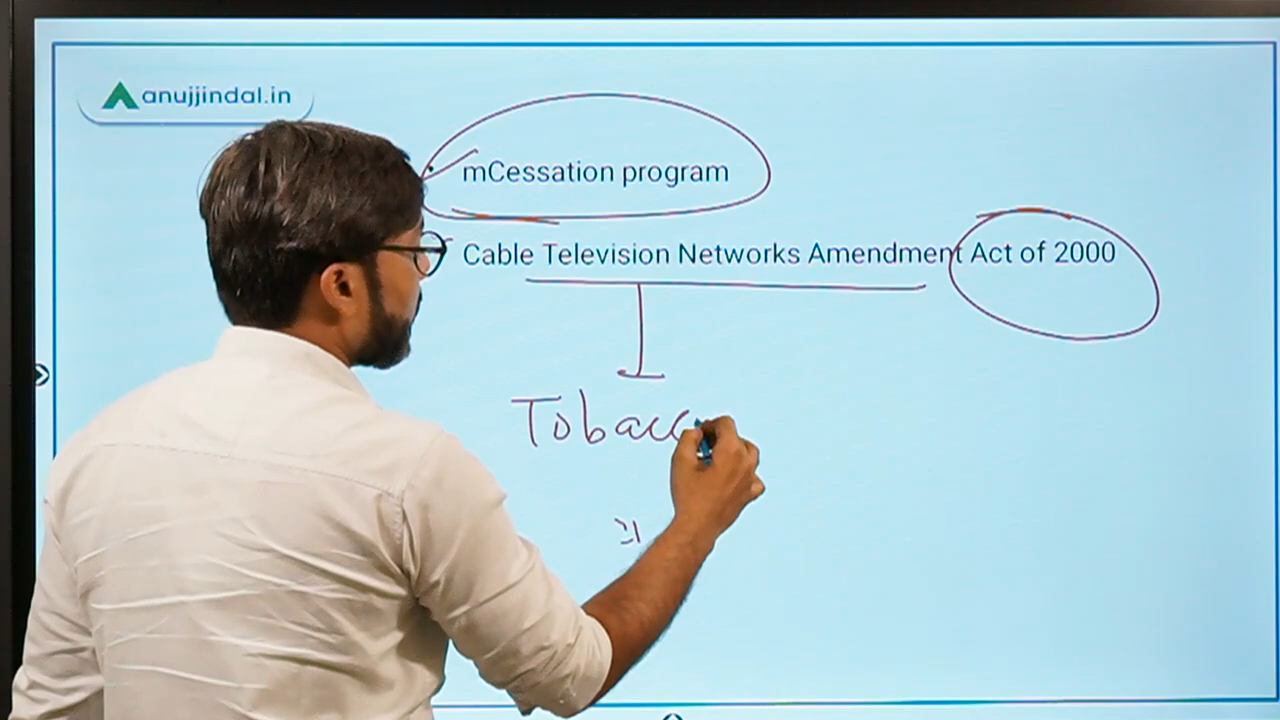 anujjindal.in
mCessation program
Cable Television Networks Amendment Act of 2000
Tobacc